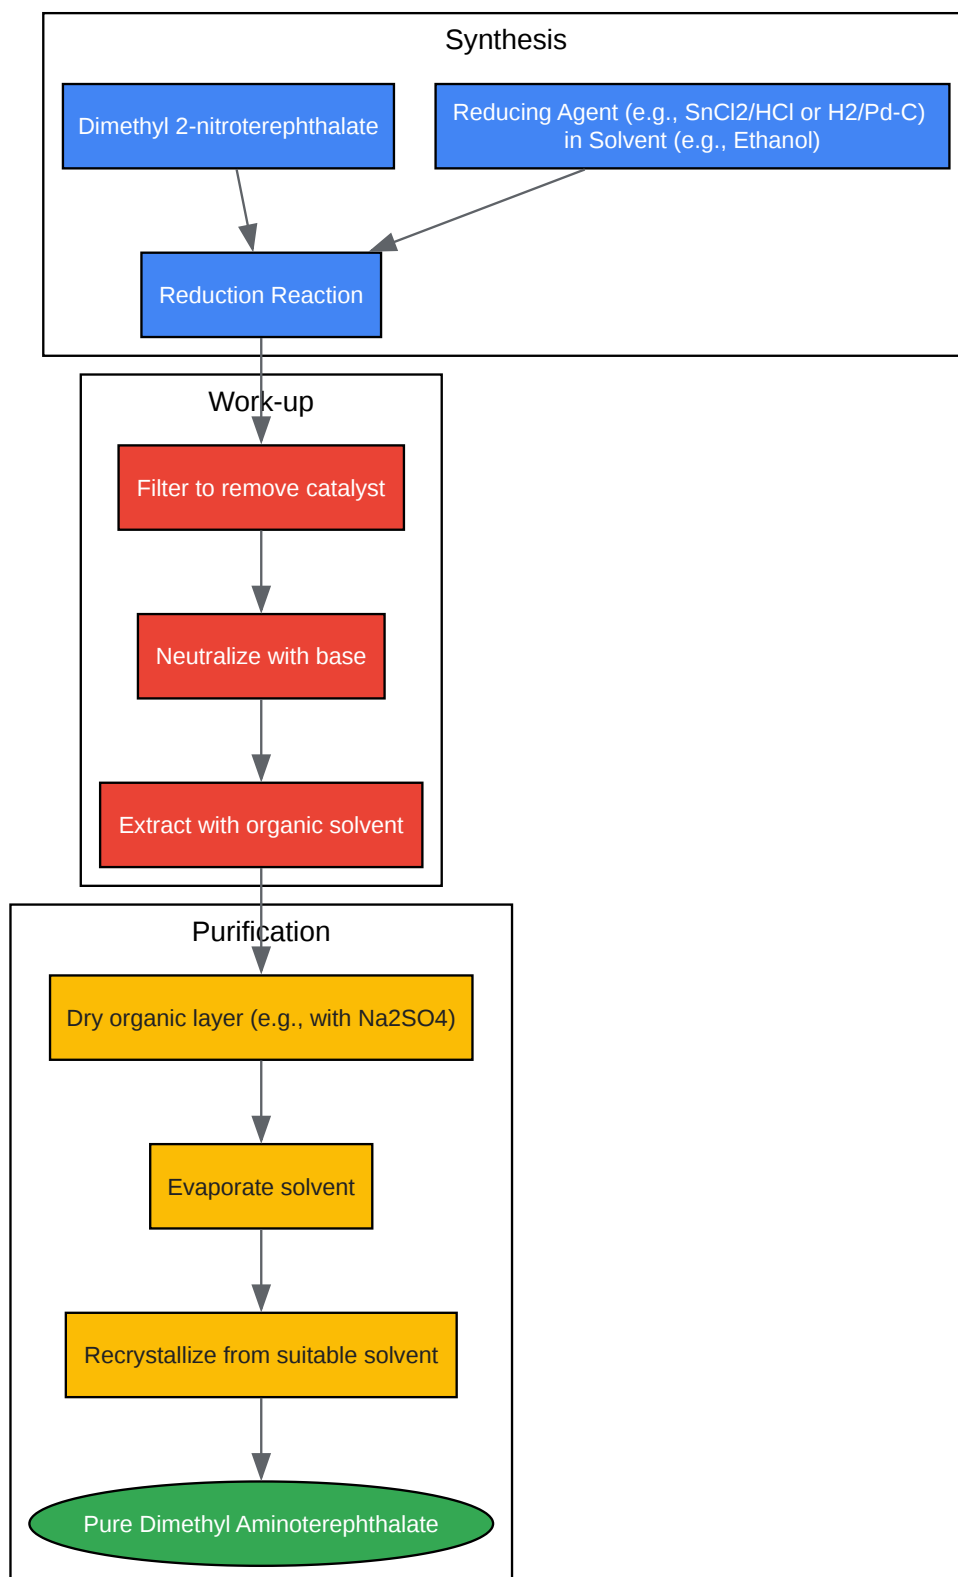 Synthesis
Dimethyl 2-nitroterephthalate
Reducing Agent (e.g., SnCl2/HCl or H2/Pd-C)
in Solvent (e.g., Ethanol)
Reduction Reaction
Work-up
Filter to remove catalyst
Neutralize with base
Extract with organic solvent
Purification
Dry organic layer (e.g., with Na2SO4)
Evaporate solvent
Recrystallize from suitable solvent
Pure Dimethyl Aminoterephthalate